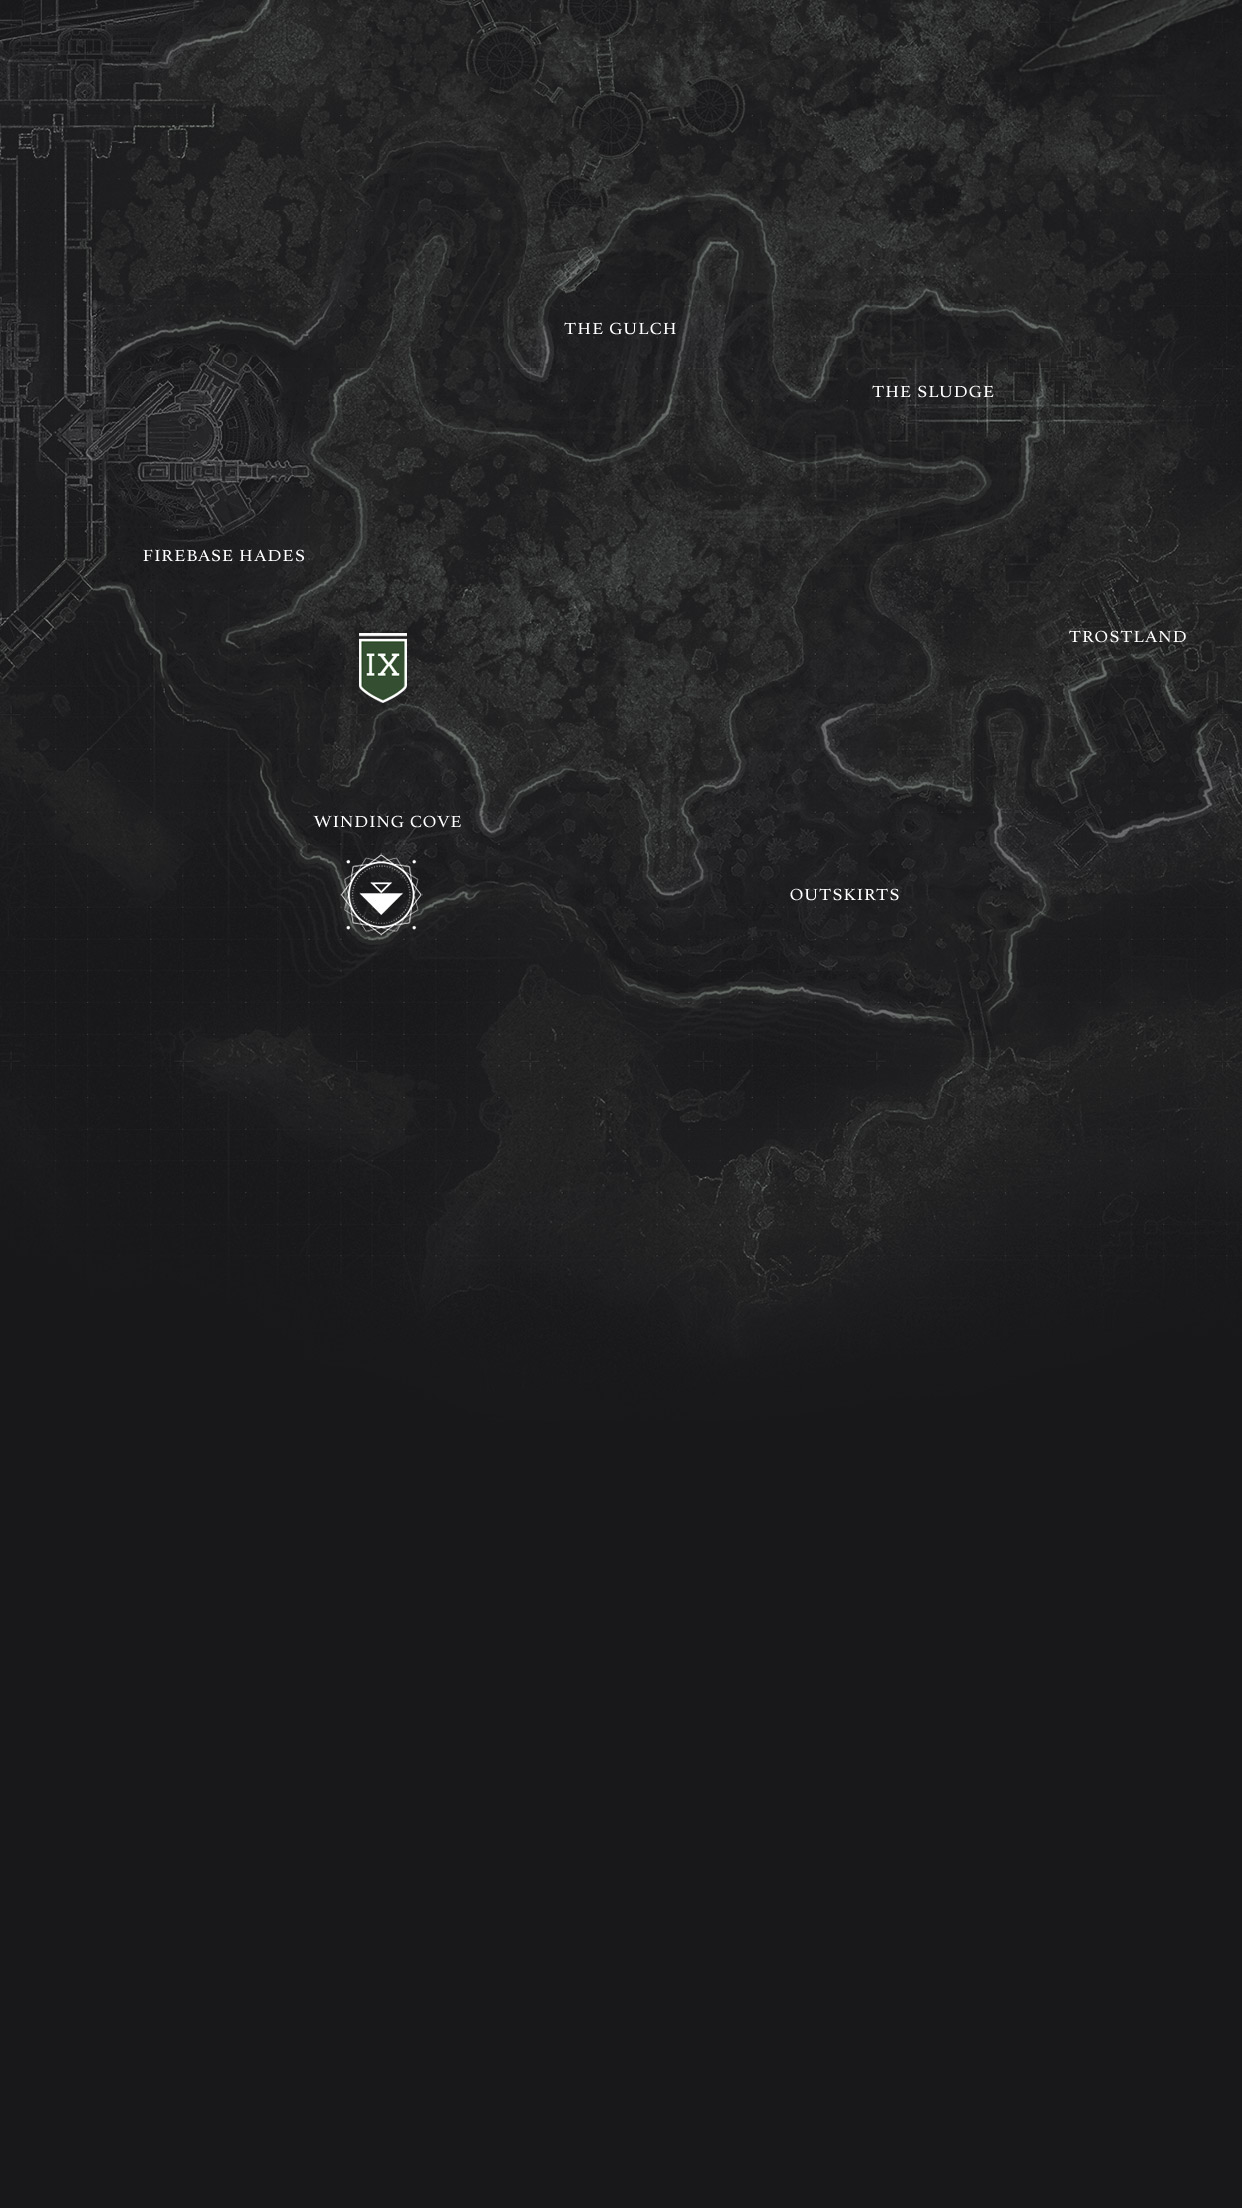 THE GULCH
THE SLUDGE
FIREBASE HADES
TROSTLAND
IX
WINDING COVE
OUTSKIRTS